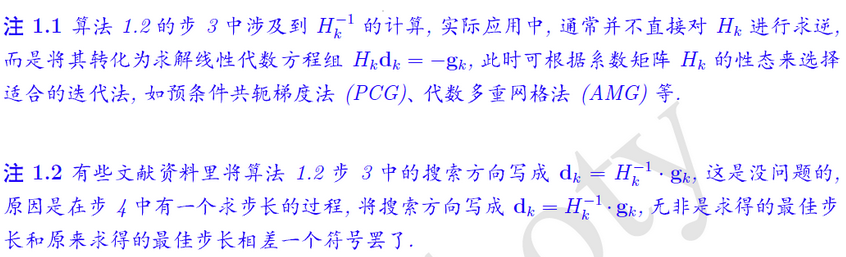 注 1.1 算法 1.2 的步 3 中涉及到 $H_k^{-1}$ 的计算, 实际应用中, 通常并不直接对 $H_k$ 进行求逆,
而是将其转化为求解线性代数方程组 $H_k\mathbf{d}_k = -\mathbf{g}_k$, 此时可根据系数矩阵 $H_k$ 的性态来选择
适合的迭代法, 如预条件共轭梯度法 (PCG)、代数多重网格法 (AMG) 等.
注 1.2 有些文献资料里将算法 1.2 步 3 中的搜索方向写成 $\mathbf{d}_k = H_k^{-1} \cdot \mathbf{g}_k$, 这是没问题的,
原因是在步 4 中有一个求步长的过程, 将搜索方向写成 $\mathbf{d}_k = H_k^{-1} \cdot \mathbf{g}_k$, 无非是求得的最佳步
长和原来求得的最佳步长相差一个符号罢了.